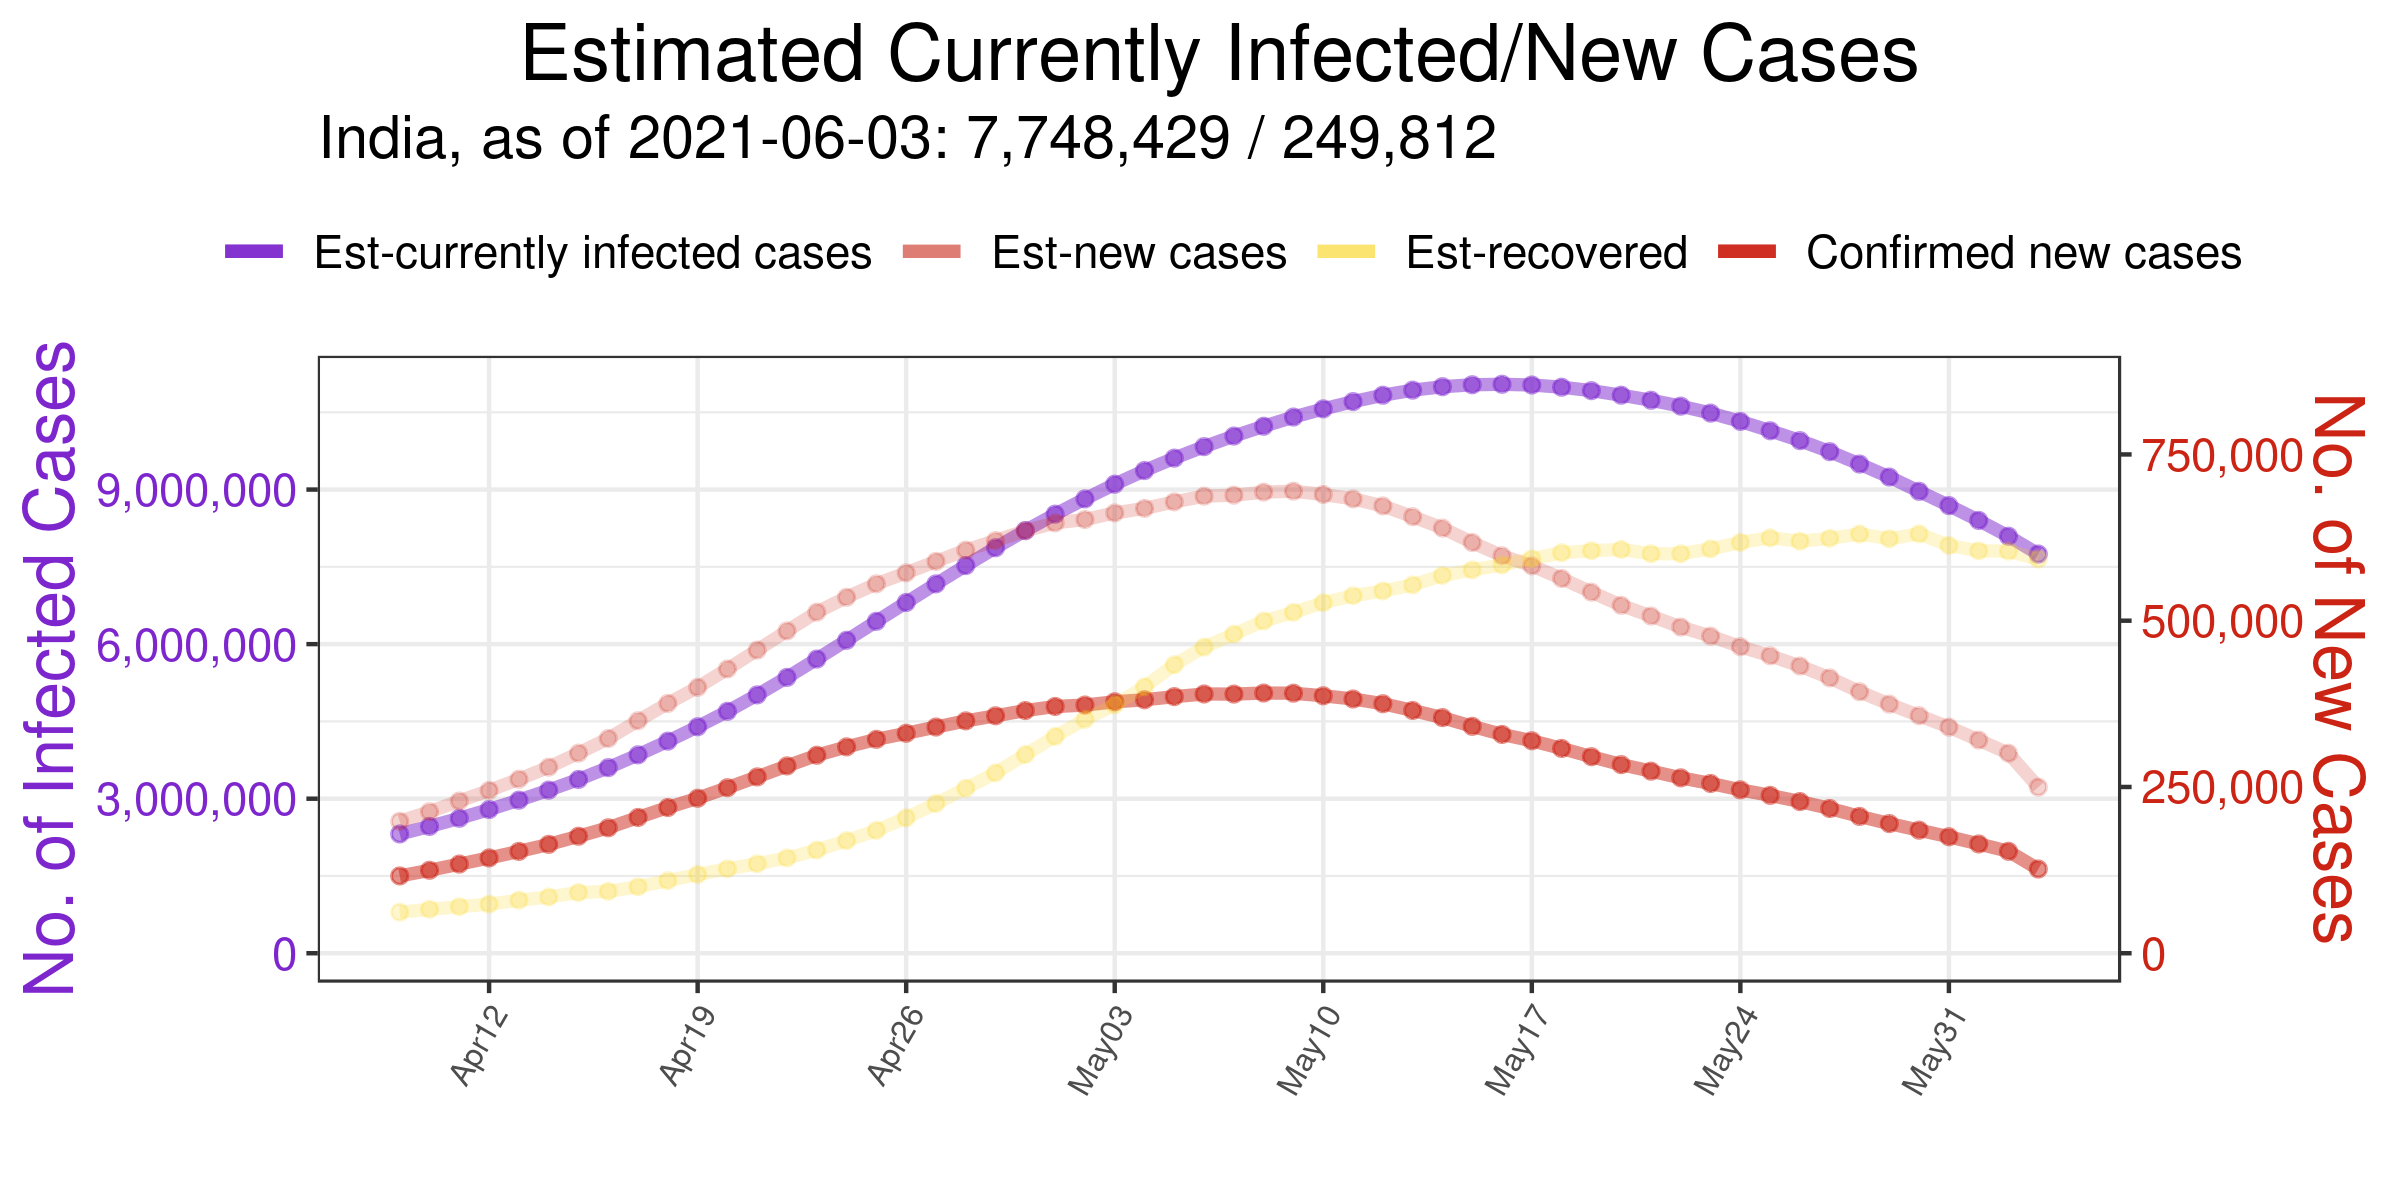 Estimated Currently Infected/New Cases
India, as of 2021-06-03: 7,748,429 / 249,812
Est-currently infected cases Est-new cases Est-recovered Confirmed new cases
No. of Infected Cases
9,000,000
6,000,000
3,000,000
0
750,000
500,000
250,000
0
No. of New Cases
Apr12 Apr19 Apr26 May03 May10 May17 May24 May31